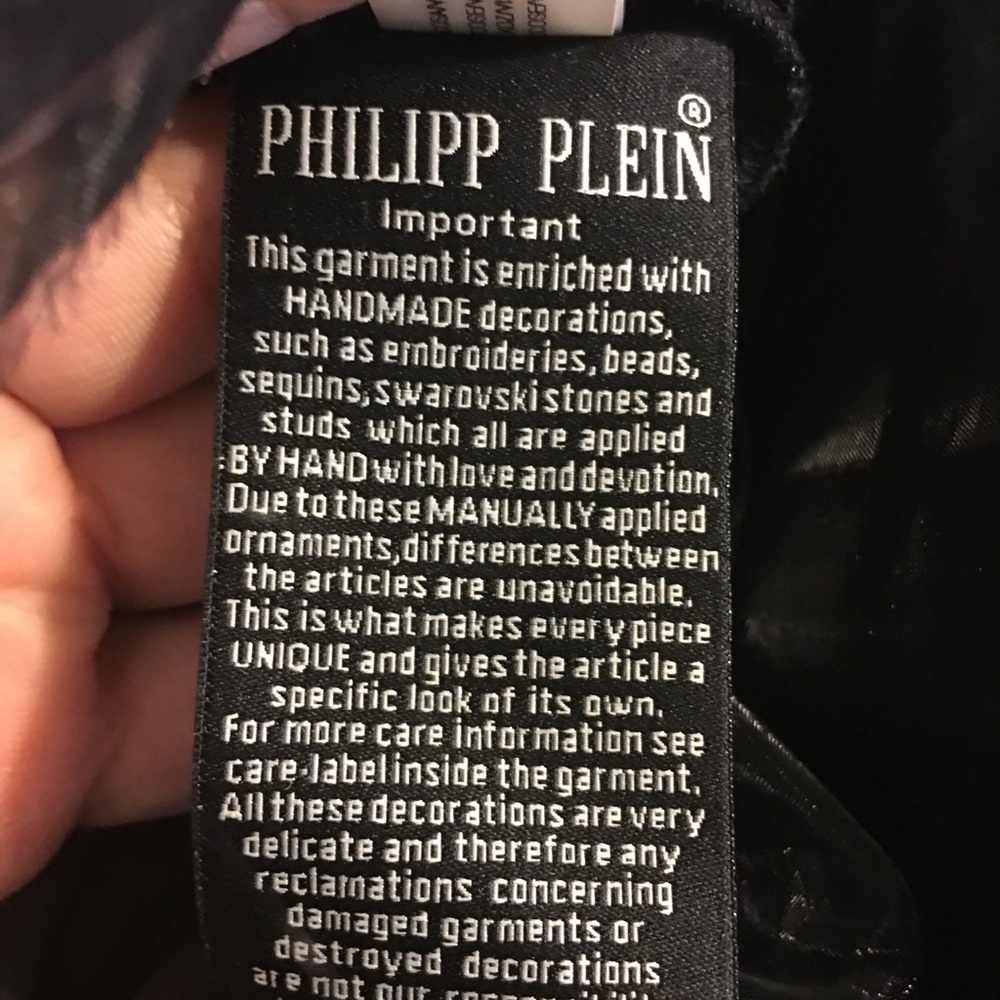 PHILIPP PLEIN®
Important
This garment is enriched with
HANDMADE decorations,
such as embroideries, beads,
sequins, swarovski stones and
studs which all are applied
BY HAND with love and devotion.
Due to these MANUALLY applied
ornaments, differences between
the articles are unavoidable.
This is what makes every piece
UNIQUE and gives the article a
specific look of its own.
For more care information see
care-label inside the garment.
All these decorations are very
delicate and therefore any
reclamations concerning
damaged garments or
destroyed decorations
are not our